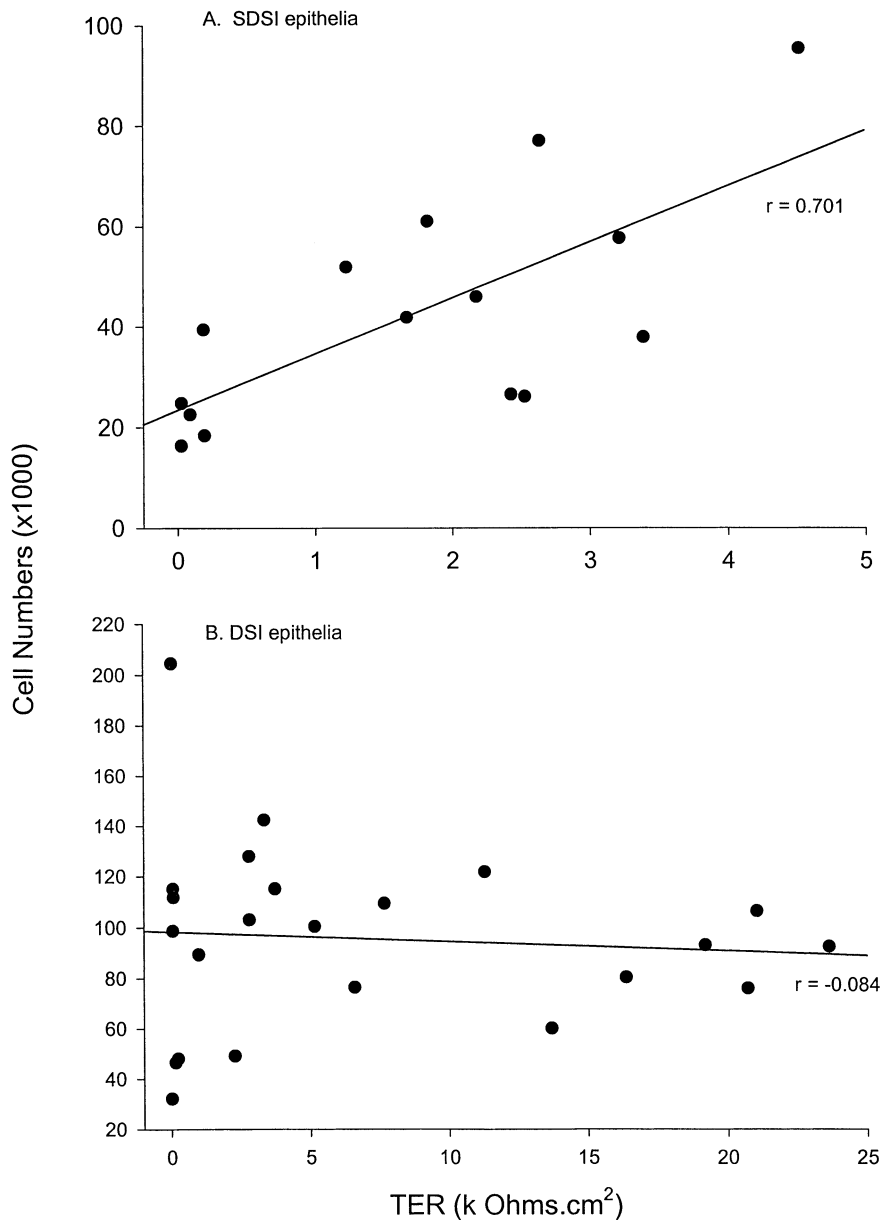 A. SDSI epithelia
100
80
60
40
20
0
r = 0.701
0 1 2 3 4 5
Cell Numbers (x1000)
B. DSI epithelia
220
200
180
160
140
120
100
80
60
40
20
r = -0.084
0 5 10 15 20 25
TER (k Ohms.cm²)